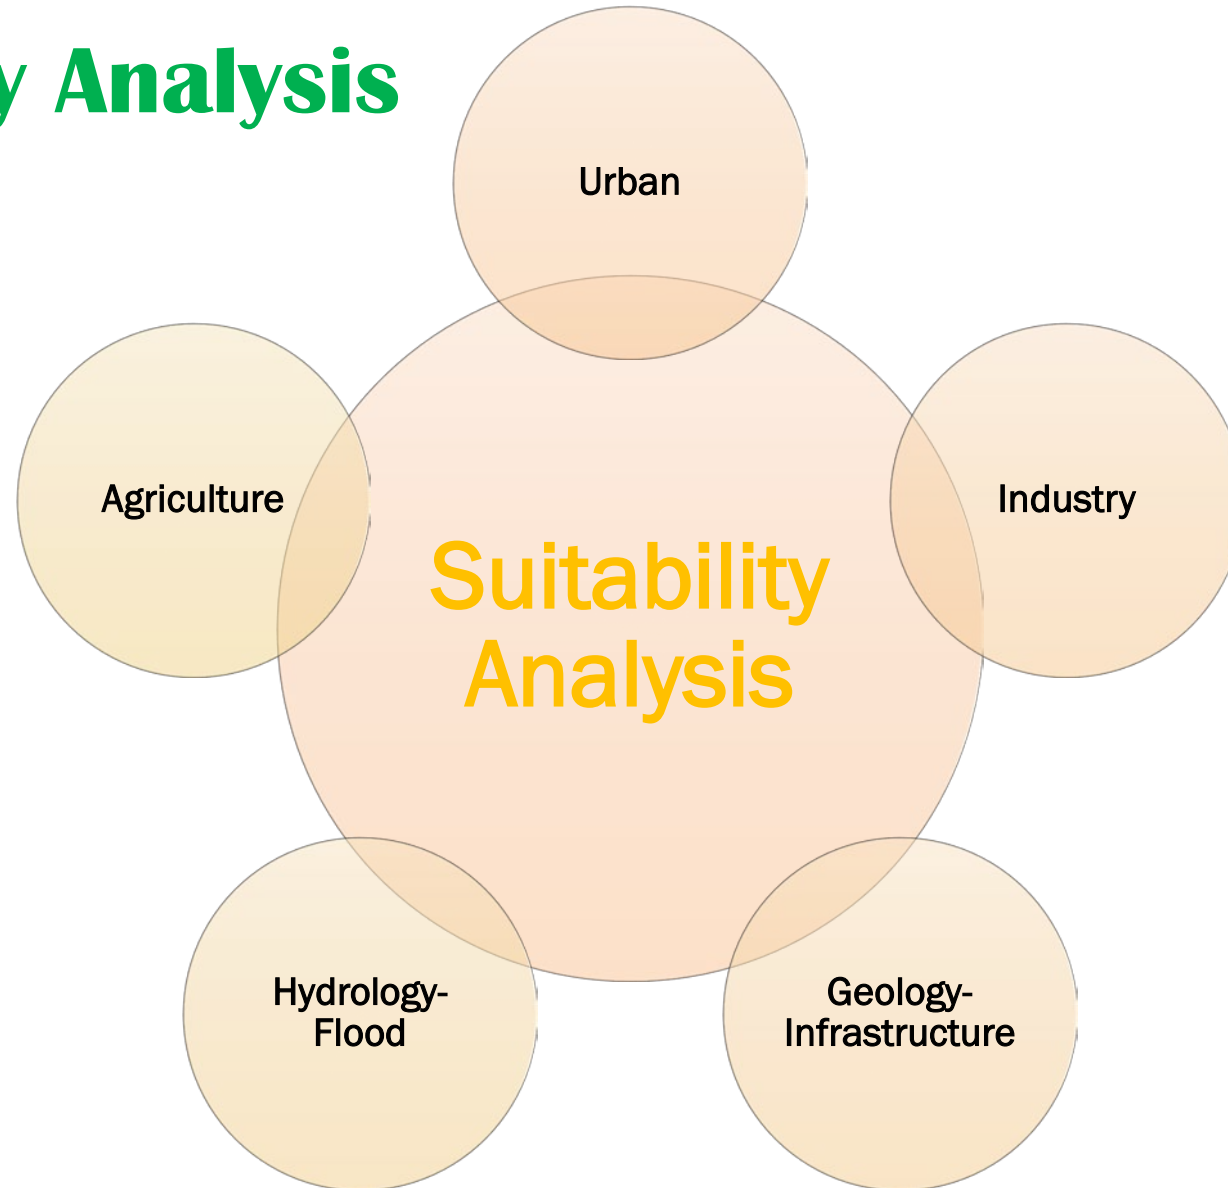 y Analysis
Urban
Agriculture
Industry
Suitability
Analysis
Hydrology-
Flood
Geology-
Infrastructure